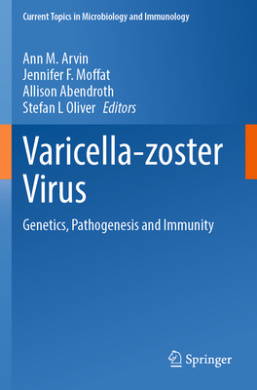 Current Topics in Microbiology and Immunology
Ann M. Arvin
Jennifer F. Moffat
Allison Abendroth
Stefan L Oliver Editors
Varicella-zoster
Virus
Genetics, Pathogenesis and Immunity
Springer